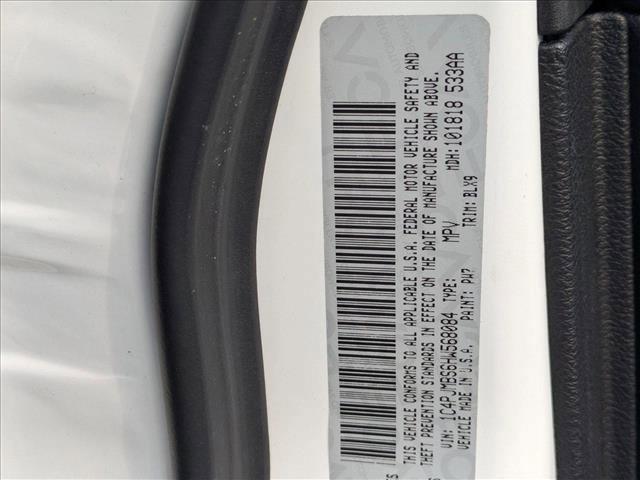 THIS VEHICLE CONFORMS TO ALL APPLICABLE U.S.A. FEDERAL MOTOR VEHICLE SAFETY AND
THEFT PREVENTION STANDARDS IN EFFECT ON THE DATE OF MANUFACTURE SHOWN ABOVE.
VIN: 1C4PJMBS6HW568084 TYPE: MPV MDH: 101818 533AA
VEHICLE MADE IN U.S.A. PAINT: PW7 TRIM: BLX9